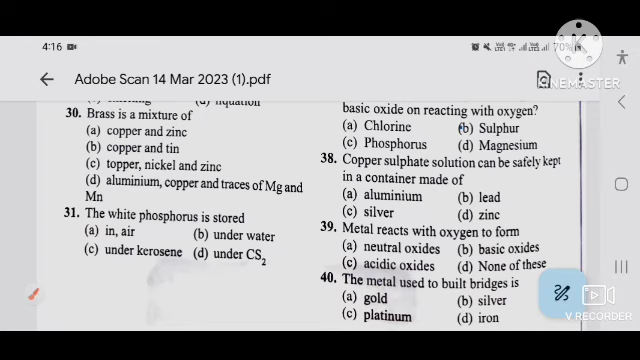 4:16
70%
Adobe Scan 14 Mar 2023 (1).pdf
KINEMASTER
(d) liquation
30. Brass is a mixture of
(a) copper and zinc
(b) copper and tin
(c) topper, nickel and zinc
(d) aluminium, copper and traces of Mg and
Mn
31. The white phosphorus is stored
(a) in, air (b) under water
(c) under kerosene (d) under CS₂
basic oxide on reacting with oxygen?
(a) Chlorine (b) Sulphur
(c) Phosphorus (d) Magnesium
38. Copper sulphate solution can be safely kept
in a container made of
(a) aluminium (b) lead
(c) silver (d) zinc
39. Metal reacts with oxygen to form
(a) neutral oxides (b) basic oxides
(c) acidic oxides (d) None of these
40. The metal used to built bridges is
(a) gold (b) silver
(c) platinum (d) iron
V RECORDER